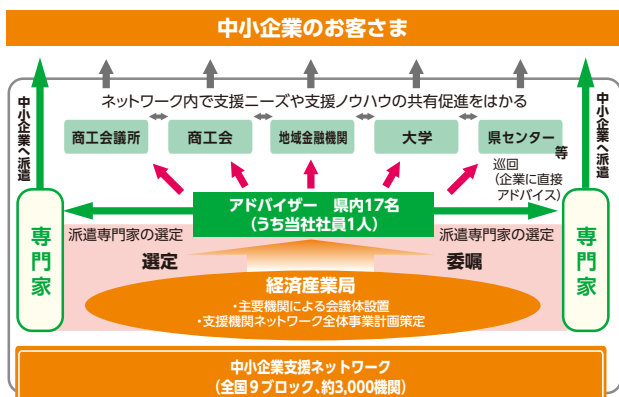 中小企業のお客さま
中小企業へ派遣
中小企業へ派遣
ネットワーク内で支援ニーズや支援ノウハウの共有促進をはかる
商工会議所
商工会
地域金融機関
大学
県センター
等
巡回
(企業に直接
アドバイス)
アドバイザー　県内17名
(うち当社社員1人)
専門家
専門家
派遣専門家の選定
派遣専門家の選定
選定
委嘱
経済産業局
・主要機関による会議体設置
・支援機関ネットワーク全体事業計画策定
中小企業支援ネットワーク
(全国9ブロック、約3,000機関)